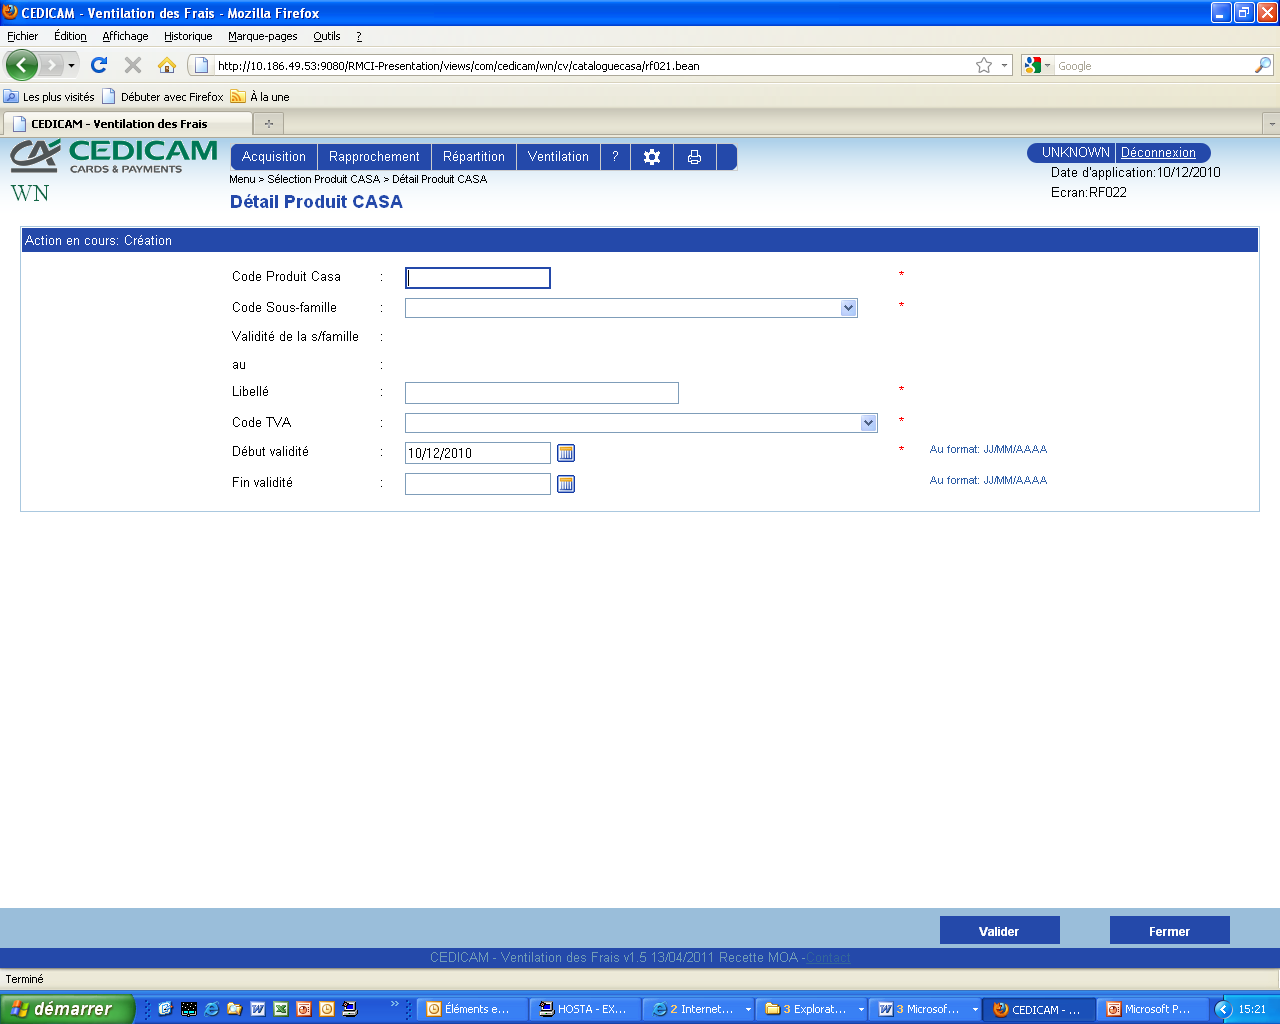 CEDICAM - Ventilation des Frais - Mozilla Firefox
Fichier Édition Affichage Historique Marque-pages Outils ?
http://10.186.49.53:9080/RMCI-Presentation/views/com/cedicam/wn/cv/cataloguecasa/rf021.bean Google
Les plus visités Débuter avec Firefox À la une
CEDICAM - Ventilation des Frais
CEDICAM
CARDS & PAYMENTS
WN
Acquisition Rapprochement Répartition Ventilation ?
UNKNOWN Déconnexion
Menu > Sélection Produit CASA > Détail Produit CASA
Date d'application:10/12/2010
Ecran:RF022
Détail Produit CASA
Action en cours: Création
Code Produit Casa : *
Code Sous-famille : *
Validité de la s/famille :
au :
Libellé : *
Code TVA : *
Début validité : 10/12/2010 * Au format: JJ/MM/AAAA
Fin validité : Au format: JJ/MM/AAAA
Valider Fermer
CEDICAM - Ventilation des Frais v1.5 13/04/2011 Recette MOA -Contact
Terminé
démarrer Éléments e... HOSTA - EX... 2 Internet... 3 Explorat... 3 Microsof... CEDICAM - ... Microsoft P... 15:21